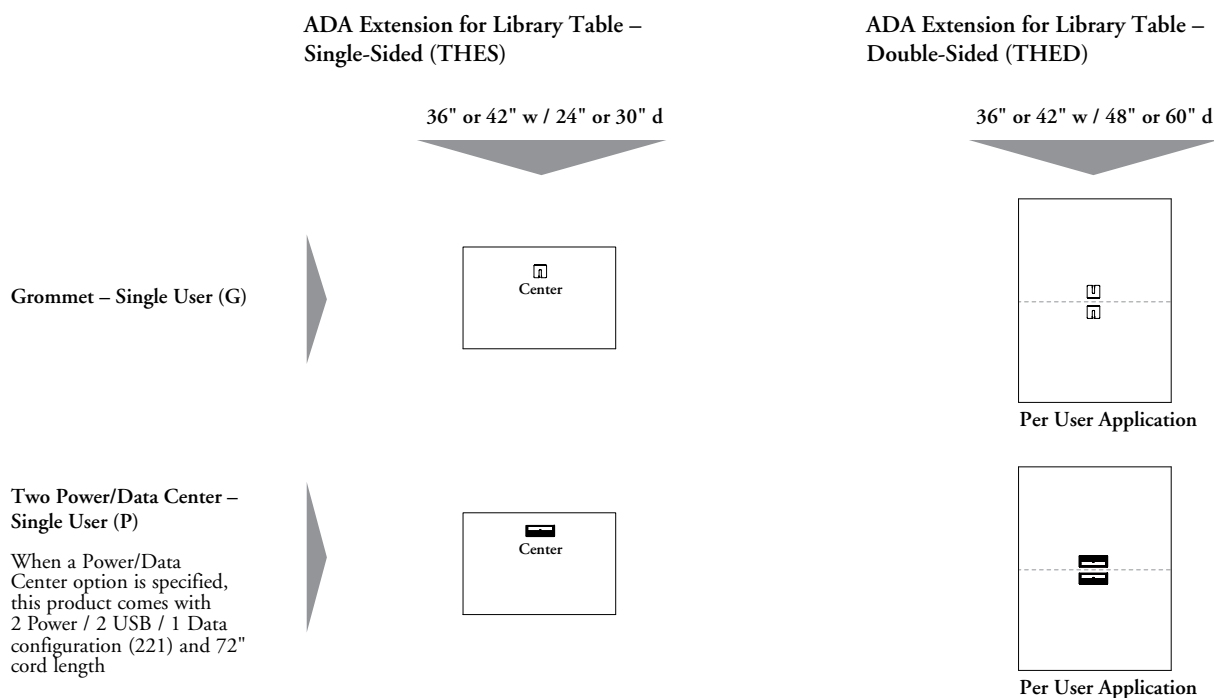 ADA Extension for Library Table –
Single-Sided (THES)
ADA Extension for Library Table –
Double-Sided (THED)
36" or 42" w / 24" or 30" d
36" or 42" w / 48" or 60" d
Grommet – Single User (G)
Center
Per User Application
Two Power/Data Center –
Single User (P)
When a Power/Data
Center option is specified,
this product comes with
2 Power / 2 USB / 1 Data
configuration (221) and 72"
cord length
Center
Per User Application